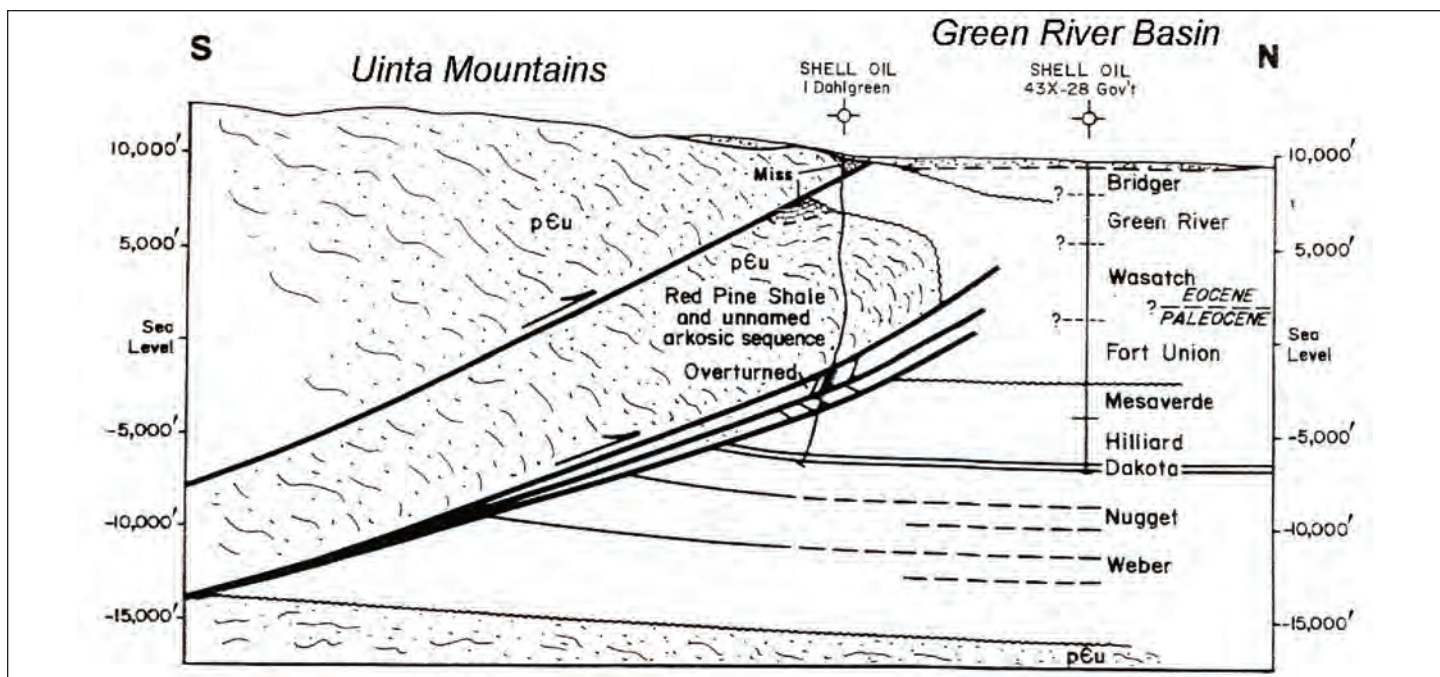 S
Uinta Mountains
Green River Basin
N
SHELL OIL
1 Dahlgreen
SHELL OIL
43X-28 Gov't
10,000'
5,000'
Sea
Level
-5,000'
-10,000'
-15,000'
10,000'
5,000'
Sea
Level
-5,000'
-10,000'
-15,000'
Miss
p€u
p€u
Red Pine Shale
and unnamed
arkosic sequence
Overturned
?
Bridger
Green River
?
Wasatch
? EOCENE
PALEOCENE
?
Fort Union
Mesaverde
Hilliard
Dakota
Nugget
Weber
p€u